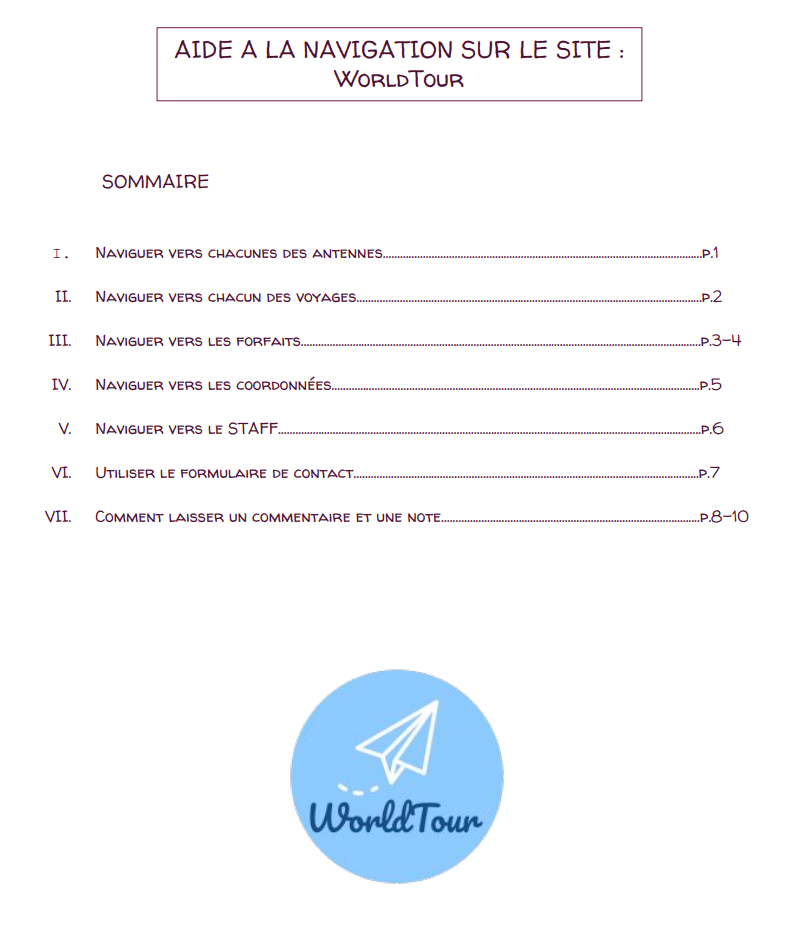 AIDE A LA NAVIGATION SUR LE SITE :
WorldTour
SOMMAIRE
I. Naviguer vers chacunes des antennes........................................p.1
II. Naviguer vers chacun des voyages........................................p.2
III. Naviguer vers les forfaits........................................p.3-4
IV. Naviguer vers les coordonnées........................................p.5
V. Naviguer vers le STAFF........................................p.6
VI. Utiliser le formulaire de contact........................................p.7
VII. Comment laisser un commentaire et une note........................................p.8-10
WorldTour